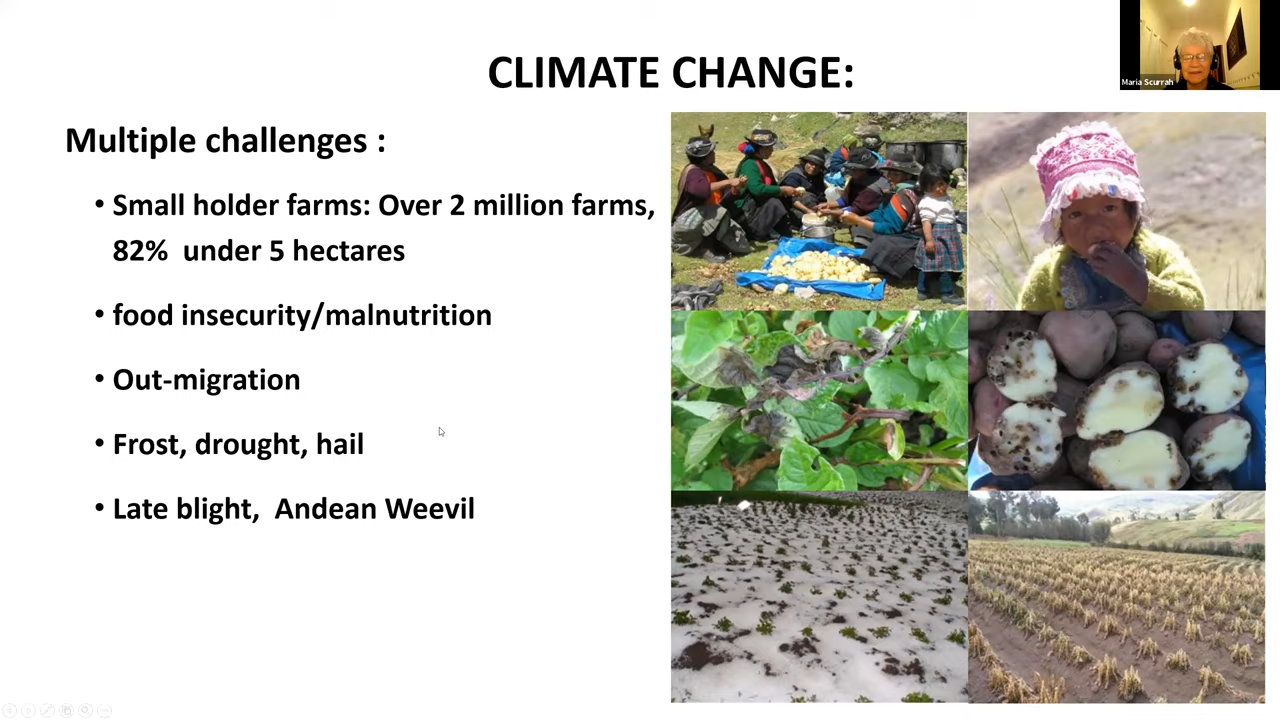 CLIMATE CHANGE:
Maria Scurrah
Multiple challenges :
• Small holder farms: Over 2 million farms,
82%  under 5 hectares
• food insecurity/malnutrition
• Out-migration
• Frost, drought, hail
• Late blight,  Andean Weevil